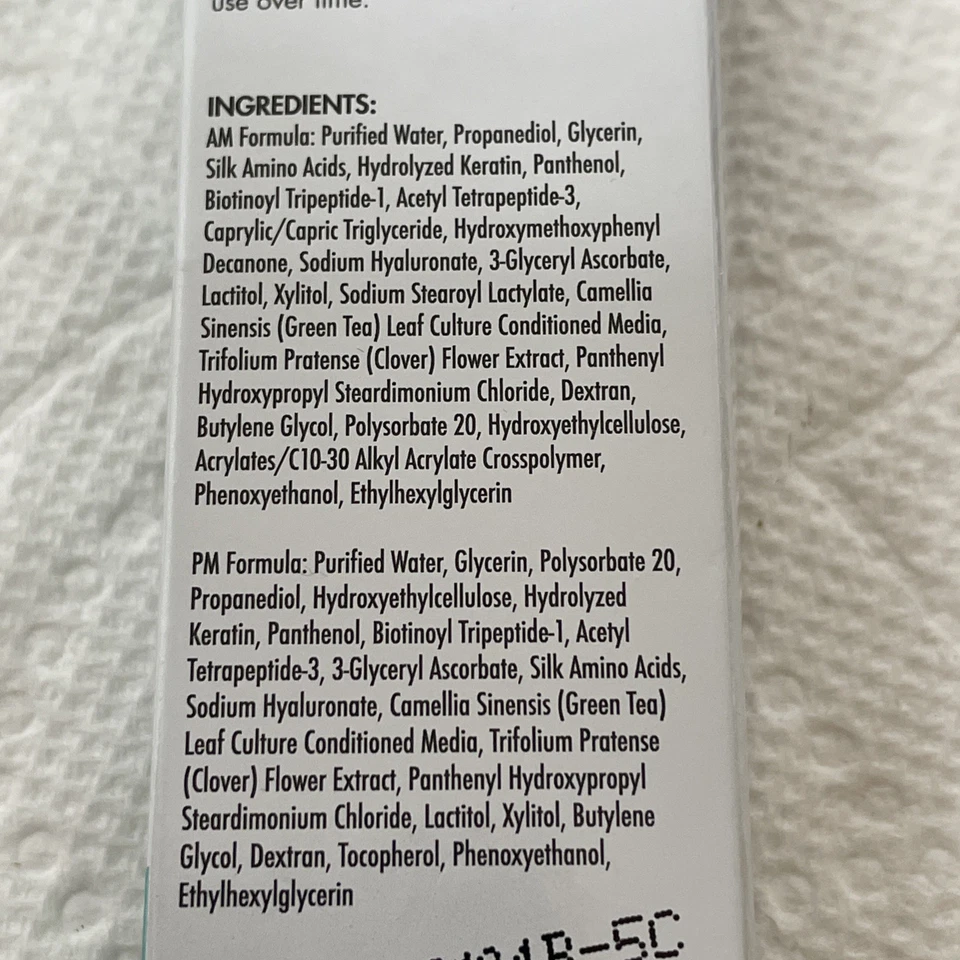 use over time.
INGREDIENTS:
AM Formula: Purified Water, Propanediol, Glycerin,
Silk Amino Acids, Hydrolyzed Keratin, Panthenol,
Biotinoyl Tripeptide-1, Acetyl Tetrapeptide-3,
Caprylic/Capric Triglyceride, Hydroxymethoxyphenyl
Decanone, Sodium Hyaluronate, 3-Glyceryl Ascorbate,
Lactitol, Xylitol, Sodium Stearoyl Lactylate, Camellia
Sinensis (Green Tea) Leaf Culture Conditioned Media,
Trifolium Pratense (Clover) Flower Extract, Panthenyl
Hydroxypropyl Steardimonium Chloride, Dextran,
Butylene Glycol, Polysorbate 20, Hydroxyethylcellulose,
Acrylates/C10-30 Alkyl Acrylate Crosspolymer,
Phenoxyethanol, Ethylhexylglycerin
PM Formula: Purified Water, Glycerin, Polysorbate 20,
Propanediol, Hydroxyethylcellulose, Hydrolyzed
Keratin, Panthenol, Biotinoyl Tripeptide-1, Acetyl
Tetrapeptide-3, 3-Glyceryl Ascorbate, Silk Amino Acids,
Sodium Hyaluronate, Camellia Sinensis (Green Tea)
Leaf Culture Conditioned Media, Trifolium Pratense
(Clover) Flower Extract, Panthenyl Hydroxypropyl
Steardimonium Chloride, Lactitol, Xylitol, Butylene
Glycol, Dextran, Tocopherol, Phenoxyethanol,
Ethylhexylglycerin